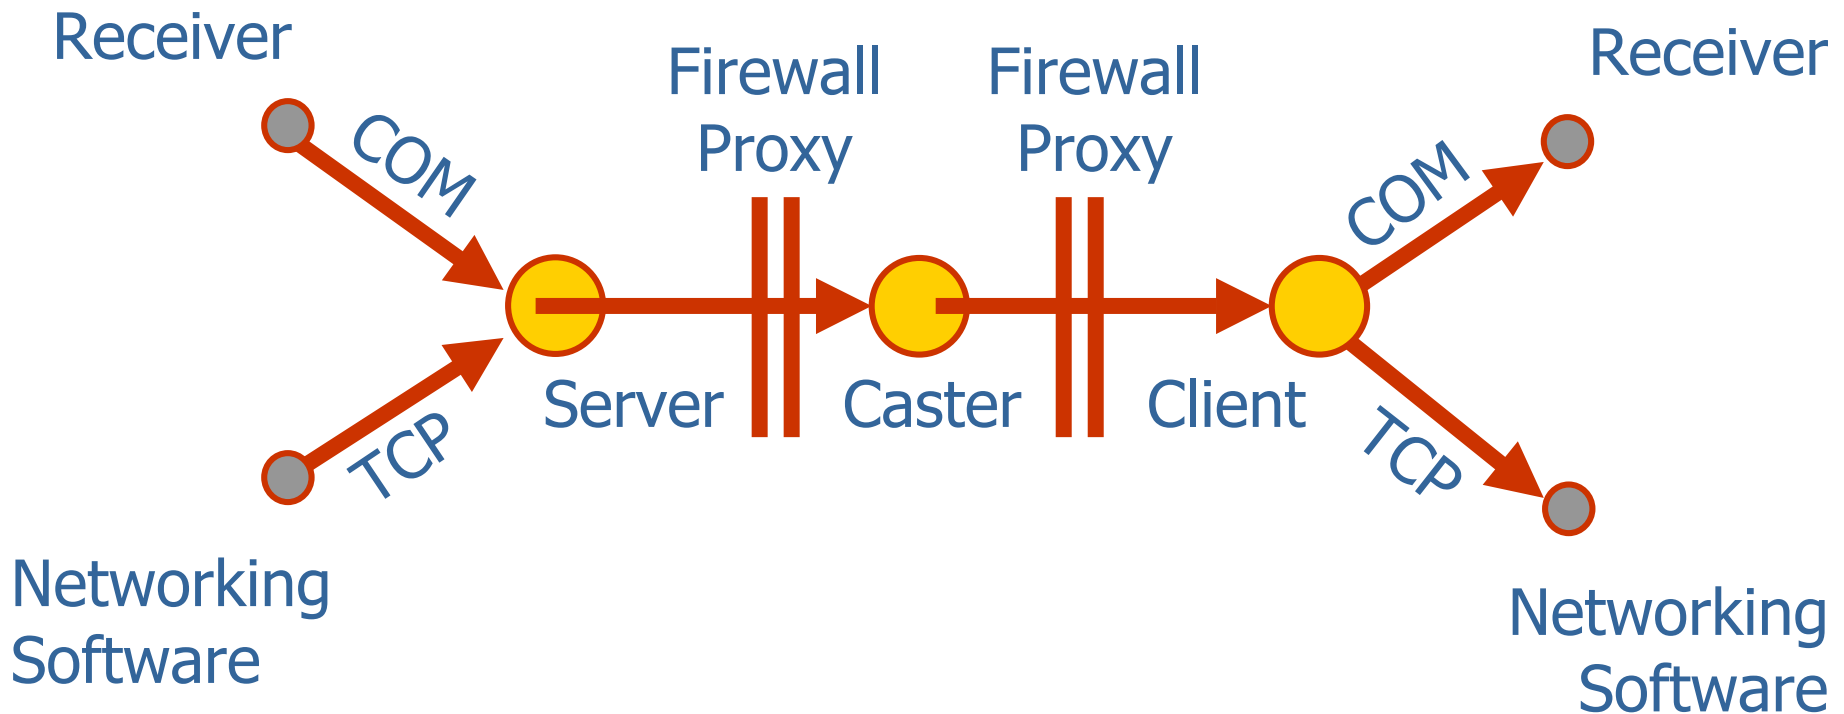 Receiver
Firewall
Proxy
Firewall
Proxy
Receiver
COM
COM
Server
Caster
Client
TCP
TCP
Networking
Software
Networking
Software